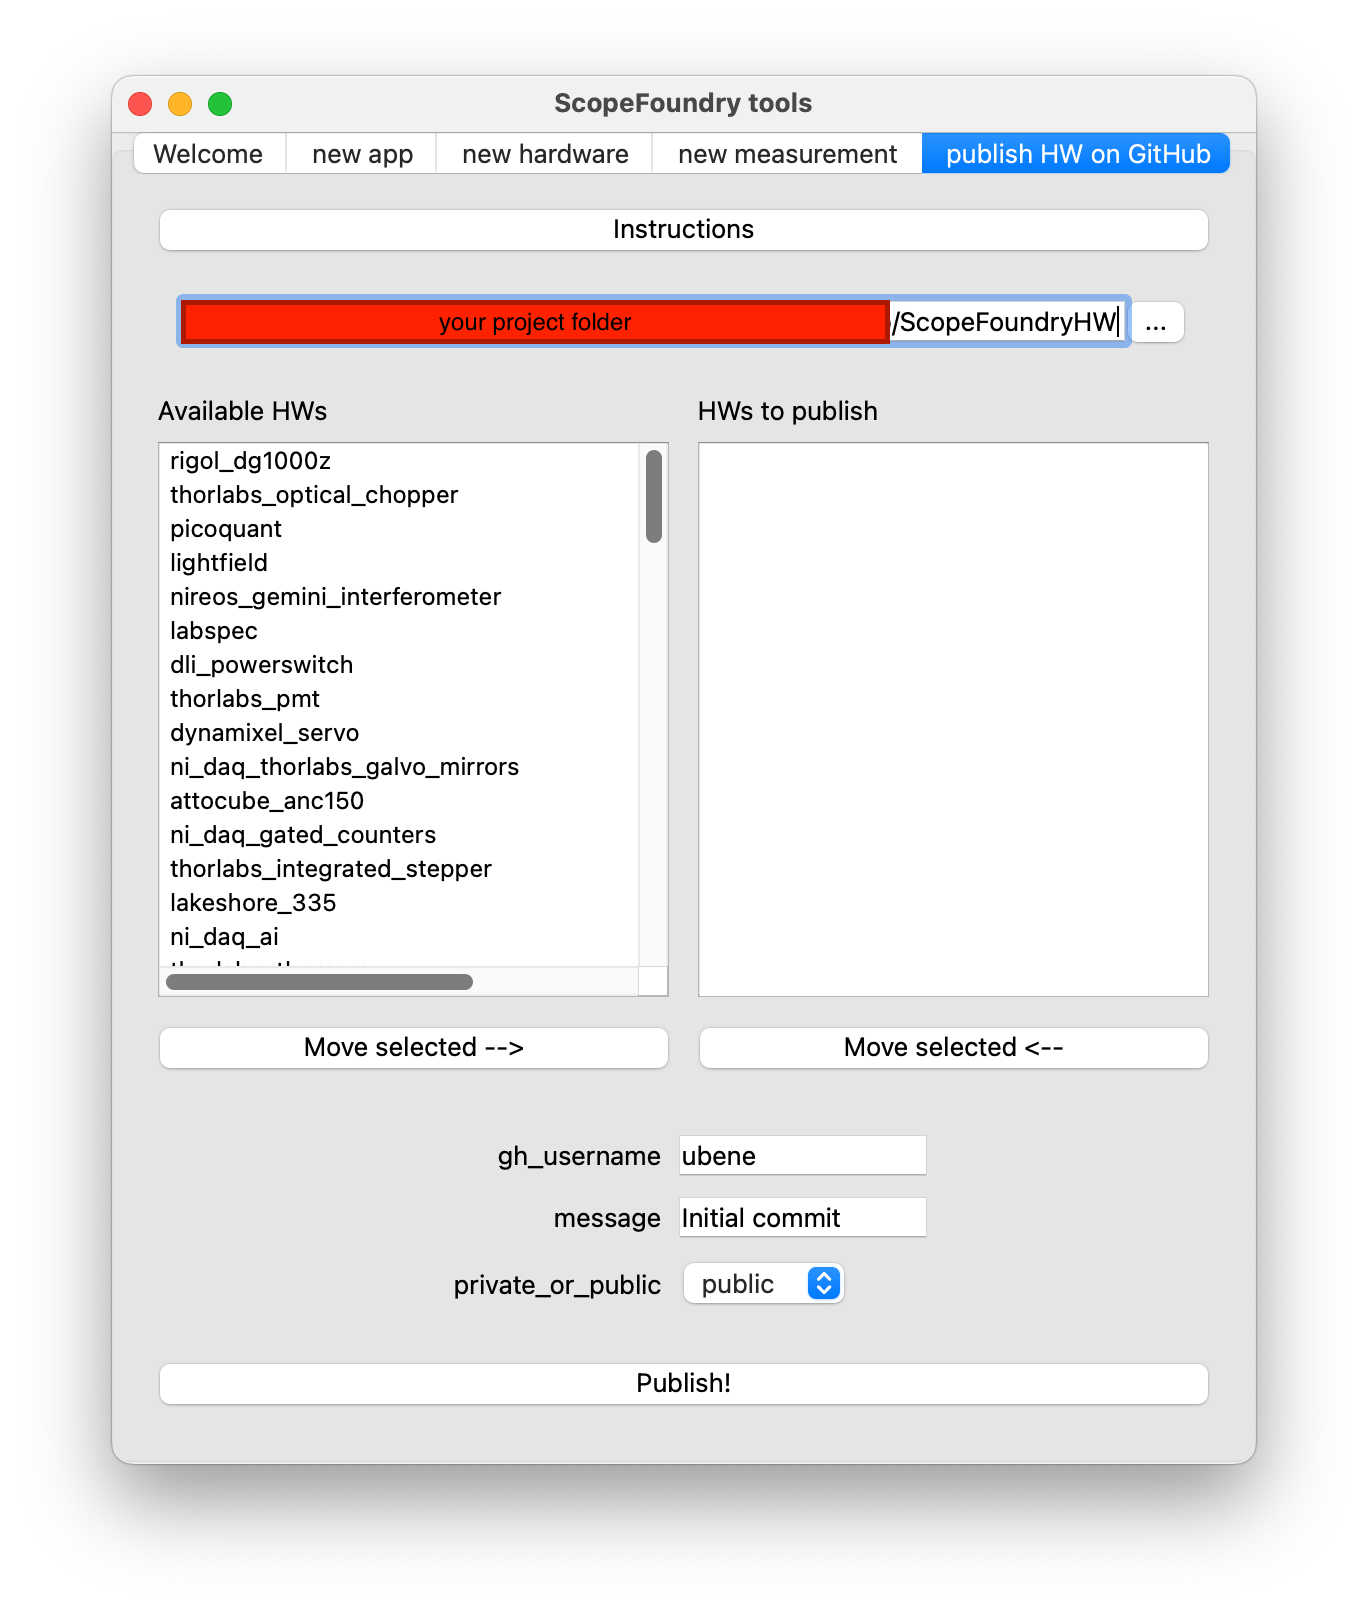 ScopeFoundry tools
Welcome new app new hardware new measurement publish HW on GitHub
Instructions
your project folder /ScopeFoundryHW ...
Available HWs HWs to publish
rigol_dg1000z
thorlabs_optical_chopper
picoquant
lightfield
nireos_gemini_interferometer
labspec
dli_powerswitch
thorlabs_pmt
dynamixel_servo
ni_daq_thorlabs_galvo_mirrors
attocube_anc150
ni_daq_gated_counters
thorlabs_integrated_stepper
lakeshore_335
ni_daq_ai
Move selected --> Move selected <--
gh_username ubene
message Initial commit
private_or_public public
Publish!